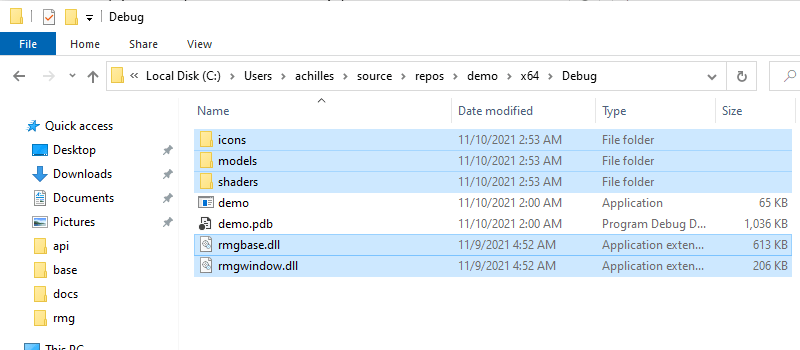 Debug
File Home Share View
« Local Disk (C:) > Users > achilles > source > repos > demo > x64 > Debug
Name Date modified Type Size
Quick access
Desktop
Downloads
Documents
Pictures
api
base
docs
rmg
icons 11/10/2021 2:53 AM File folder
models 11/10/2021 2:53 AM File folder
shaders 11/10/2021 2:53 AM File folder
demo 11/10/2021 2:00 AM Application 65 KB
demo.pdb 11/10/2021 2:00 AM Program Debug D... 1,036 KB
rmgbase.dll 11/9/2021 4:52 AM Application exten... 613 KB
rmgwindow.dll 11/9/2021 4:52 AM Application exten... 206 KB
This PC